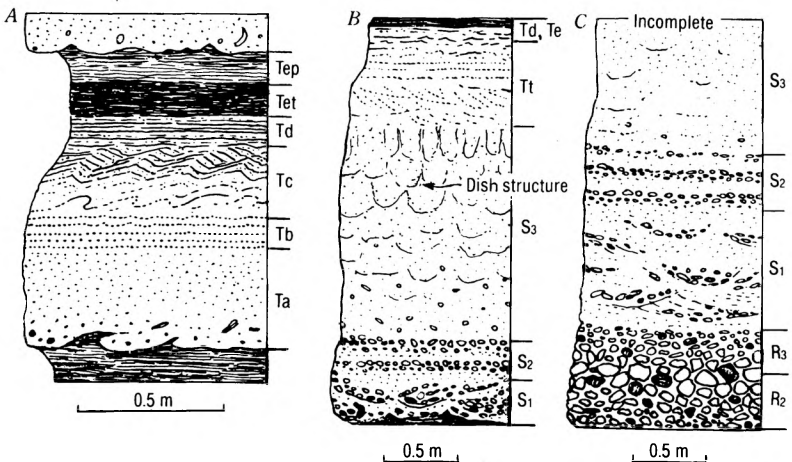 A
Tep
Tet
Td
Tc
Tb
Ta
0.5 m
B
Td, Te
Tt
Dish structure
S3
S2
S1
0.5 m
C
Incomplete
S3
S2
S1
R3
R2
0.5 m